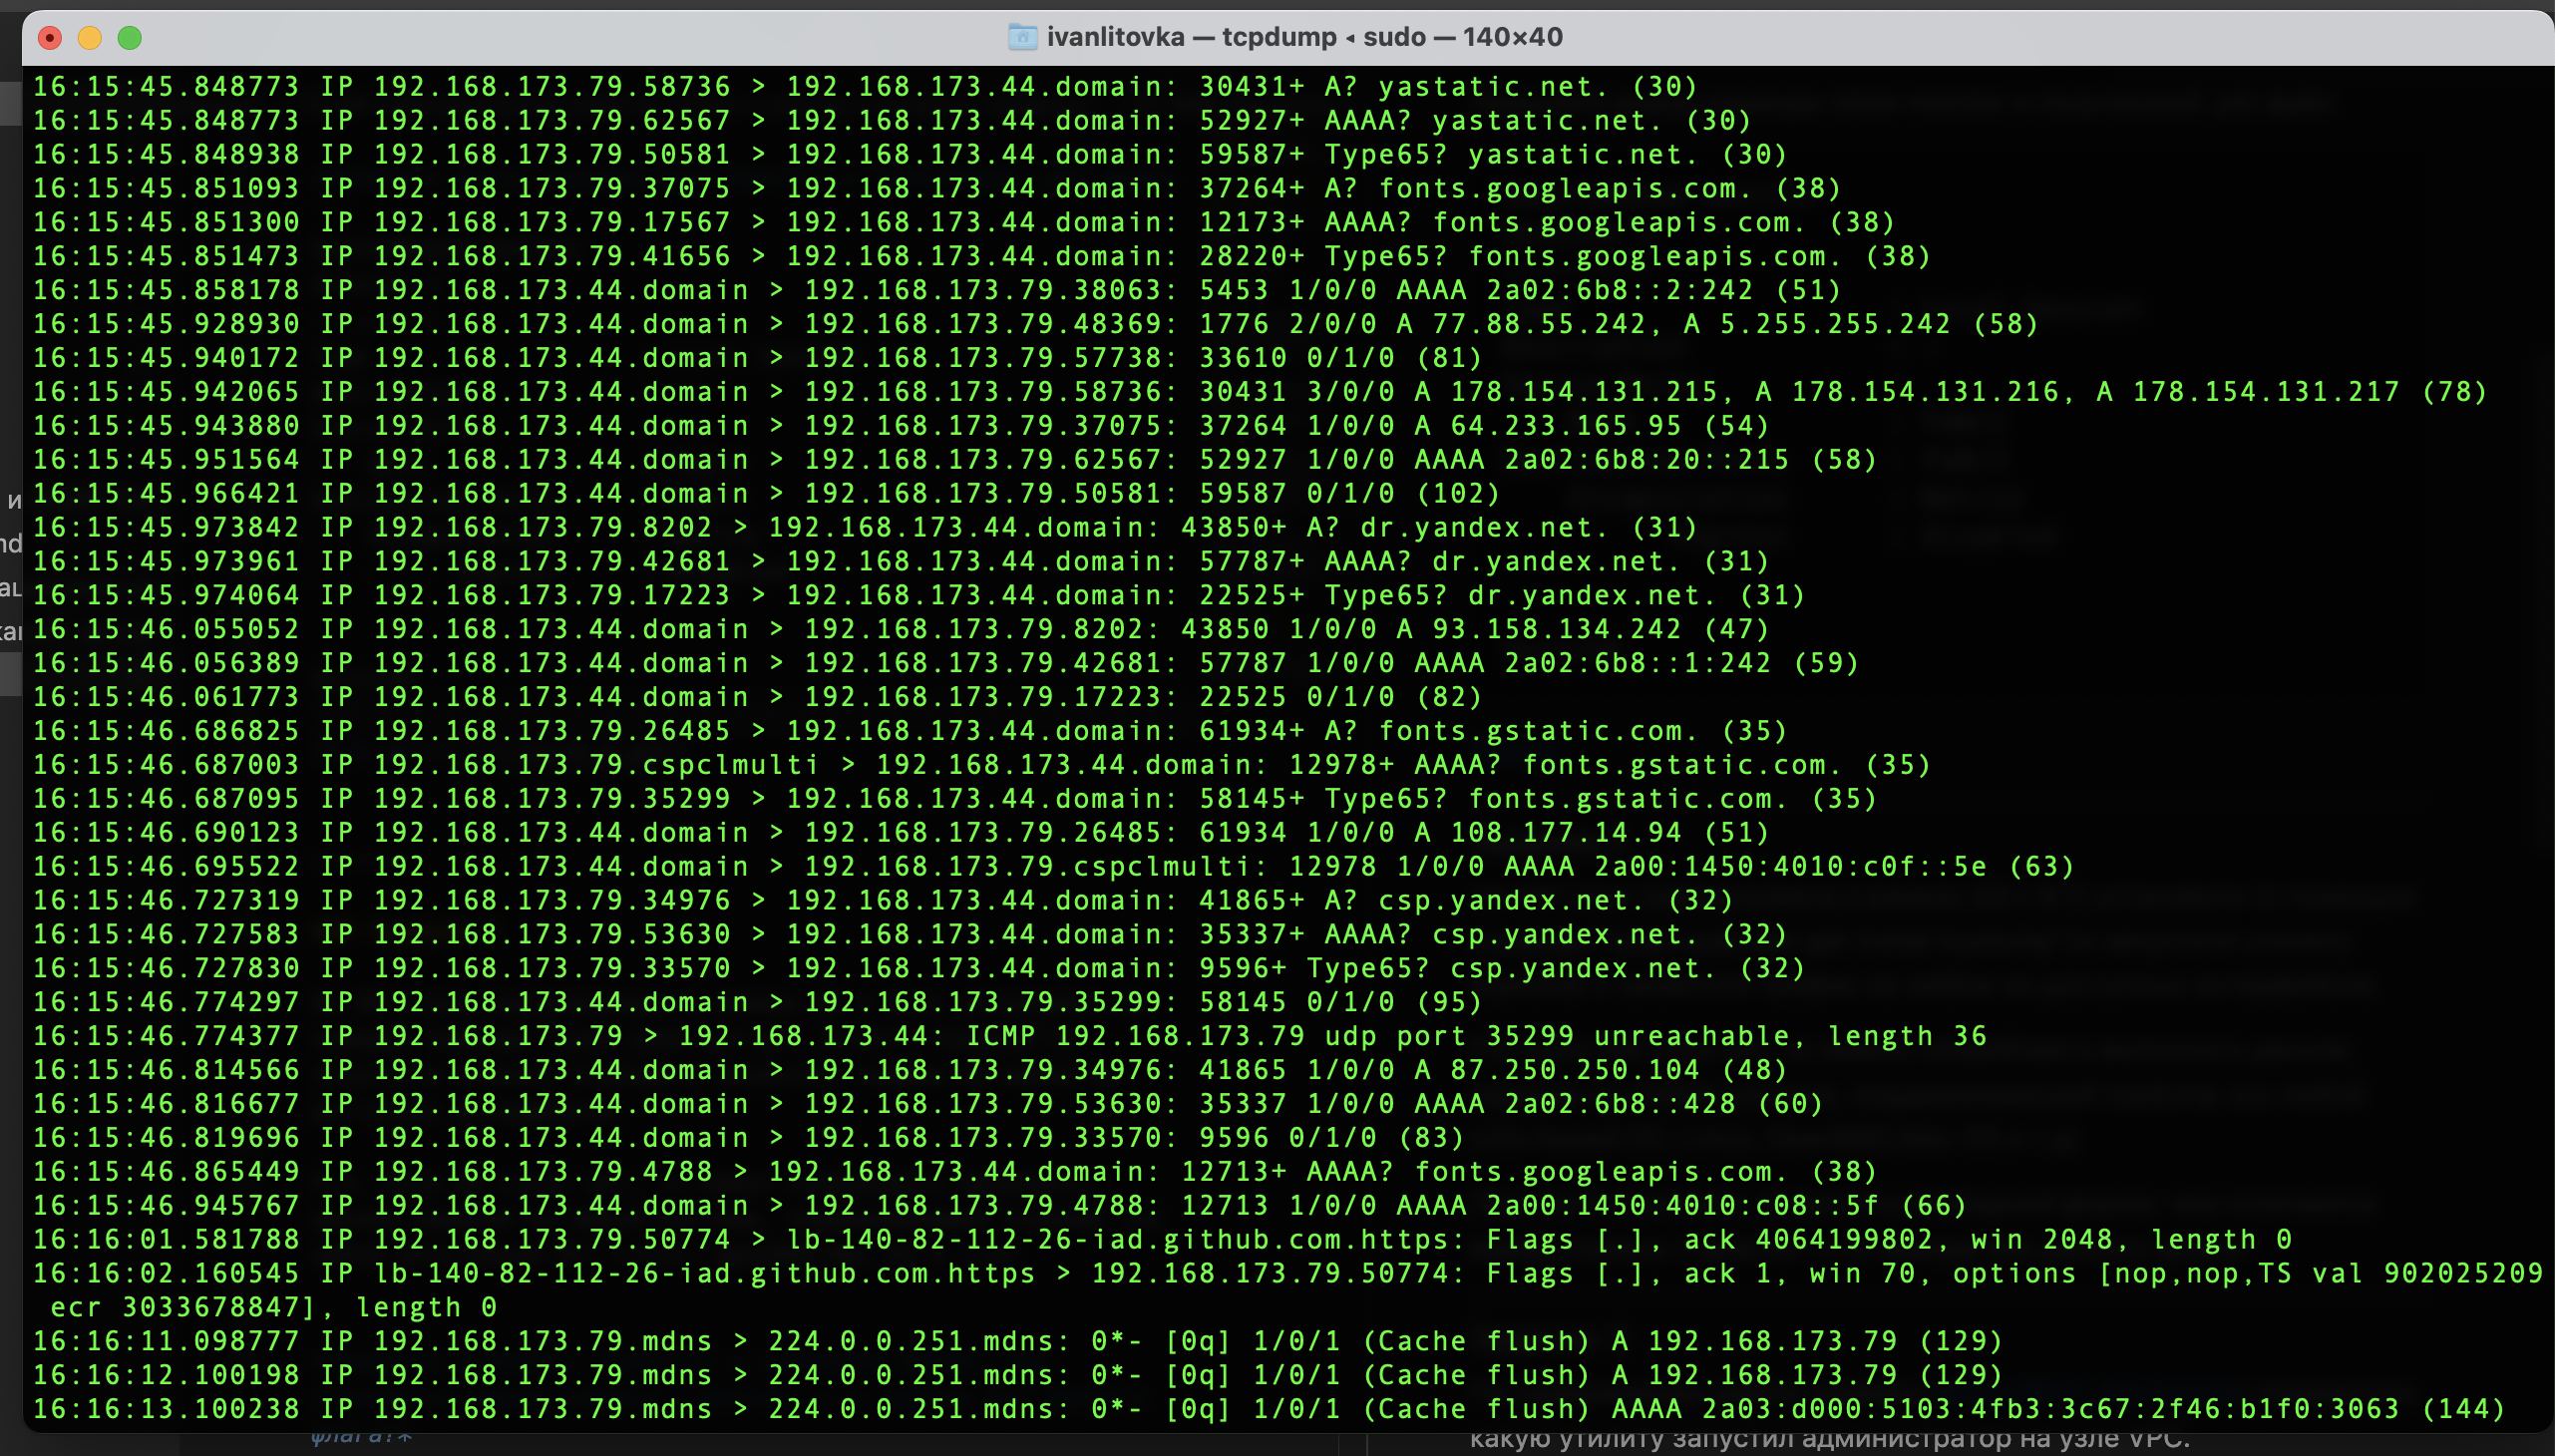 ivanlitovka — tcpdump ◂ sudo — 140×40
16:15:45.848773 IP 192.168.173.79.58736 > 192.168.173.44.domain: 30431+ A? yastatic.net. (30)
16:15:45.848773 IP 192.168.173.79.62567 > 192.168.173.44.domain: 52927+ AAAA? yastatic.net. (30)
16:15:45.848938 IP 192.168.173.79.50581 > 192.168.173.44.domain: 59587+ Type65? yastatic.net. (30)
16:15:45.851093 IP 192.168.173.79.37075 > 192.168.173.44.domain: 37264+ A? fonts.googleapis.com. (38)
16:15:45.851300 IP 192.168.173.79.17567 > 192.168.173.44.domain: 12173+ AAAA? fonts.googleapis.com. (38)
16:15:45.851473 IP 192.168.173.79.41656 > 192.168.173.44.domain: 28220+ Type65? fonts.googleapis.com. (38)
16:15:45.858178 IP 192.168.173.44.domain > 192.168.173.79.38063: 5453 1/0/0 AAAA 2a02:6b8::2:242 (51)
16:15:45.928930 IP 192.168.173.44.domain > 192.168.173.79.48369: 1776 2/0/0 A 77.88.55.242, A 5.255.255.242 (58)
16:15:45.940172 IP 192.168.173.44.domain > 192.168.173.79.57738: 33610 0/1/0 (81)
16:15:45.942065 IP 192.168.173.44.domain > 192.168.173.79.58736: 30431 3/0/0 A 178.154.131.215, A 178.154.131.216, A 178.154.131.217 (78)
16:15:45.943880 IP 192.168.173.44.domain > 192.168.173.79.37075: 37264 1/0/0 A 64.233.165.95 (54)
16:15:45.951564 IP 192.168.173.44.domain > 192.168.173.79.62567: 52927 1/0/0 AAAA 2a02:6b8:20::215 (58)
16:15:45.966421 IP 192.168.173.44.domain > 192.168.173.79.50581: 59587 0/1/0 (102)
16:15:45.973842 IP 192.168.173.79.8202 > 192.168.173.44.domain: 43850+ A? dr.yandex.net. (31)
16:15:45.973961 IP 192.168.173.79.42681 > 192.168.173.44.domain: 57787+ AAAA? dr.yandex.net. (31)
16:15:45.974064 IP 192.168.173.79.17223 > 192.168.173.44.domain: 22525+ Type65? dr.yandex.net. (31)
16:15:46.055052 IP 192.168.173.44.domain > 192.168.173.79.8202: 43850 1/0/0 A 93.158.134.242 (47)
16:15:46.056389 IP 192.168.173.44.domain > 192.168.173.79.42681: 57787 1/0/0 AAAA 2a02:6b8::1:242 (59)
16:15:46.061773 IP 192.168.173.44.domain > 192.168.173.79.17223: 22525 0/1/0 (82)
16:15:46.686825 IP 192.168.173.79.26485 > 192.168.173.44.domain: 61934+ A? fonts.gstatic.com. (35)
16:15:46.687003 IP 192.168.173.79.cspclmulti > 192.168.173.44.domain: 12978+ AAAA? fonts.gstatic.com. (35)
16:15:46.687095 IP 192.168.173.79.35299 > 192.168.173.44.domain: 58145+ Type65? fonts.gstatic.com. (35)
16:15:46.690123 IP 192.168.173.44.domain > 192.168.173.79.26485: 61934 1/0/0 A 108.177.14.94 (51)
16:15:46.695522 IP 192.168.173.44.domain > 192.168.173.79.cspclmulti: 12978 1/0/0 AAAA 2a00:1450:4010:c0f::5e (63)
16:15:46.727319 IP 192.168.173.79.34976 > 192.168.173.44.domain: 41865+ A? csp.yandex.net. (32)
16:15:46.727583 IP 192.168.173.79.53630 > 192.168.173.44.domain: 35337+ AAAA? csp.yandex.net. (32)
16:15:46.727830 IP 192.168.173.79.33570 > 192.168.173.44.domain: 9596+ Type65? csp.yandex.net. (32)
16:15:46.774297 IP 192.168.173.44.domain > 192.168.173.79.35299: 58145 0/1/0 (95)
16:15:46.774377 IP 192.168.173.79 > 192.168.173.44: ICMP 192.168.173.79 udp port 35299 unreachable, length 36
16:15:46.814566 IP 192.168.173.44.domain > 192.168.173.79.34976: 41865 1/0/0 A 87.250.250.104 (48)
16:15:46.816677 IP 192.168.173.44.domain > 192.168.173.79.53630: 35337 1/0/0 AAAA 2a02:6b8::428 (60)
16:15:46.819696 IP 192.168.173.44.domain > 192.168.173.79.33570: 9596 0/1/0 (83)
16:15:46.865449 IP 192.168.173.79.4788 > 192.168.173.44.domain: 12713+ AAAA? fonts.googleapis.com. (38)
16:15:46.945767 IP 192.168.173.44.domain > 192.168.173.79.4788: 12713 1/0/0 AAAA 2a00:1450:4010:c08::5f (66)
16:16:01.581788 IP 192.168.173.79.50774 > lb-140-82-112-26-iad.github.com.https: Flags [.], ack 4064199802, win 2048, length 0
16:16:02.160545 IP lb-140-82-112-26-iad.github.com.https > 192.168.173.79.50774: Flags [.], ack 1, win 70, options [nop,nop,TS val 902025209
ecr 3033678847], length 0
16:16:11.098777 IP 192.168.173.79.mdns > 224.0.0.251.mdns: 0*- [0q] 1/0/1 (Cache flush) A 192.168.173.79 (129)
16:16:12.100198 IP 192.168.173.79.mdns > 224.0.0.251.mdns: 0*- [0q] 1/0/1 (Cache flush) A 192.168.173.79 (129)
16:16:13.100238 IP 192.168.173.79.mdns > 224.0.0.251.mdns: 0*- [0q] 1/0/1 (Cache flush) AAAA 2a03:d000:5103:4fb3:3c67:2f46:b1f0:3063 (144)
флага?*
какую утилиту запустил администратор на узле VPC.